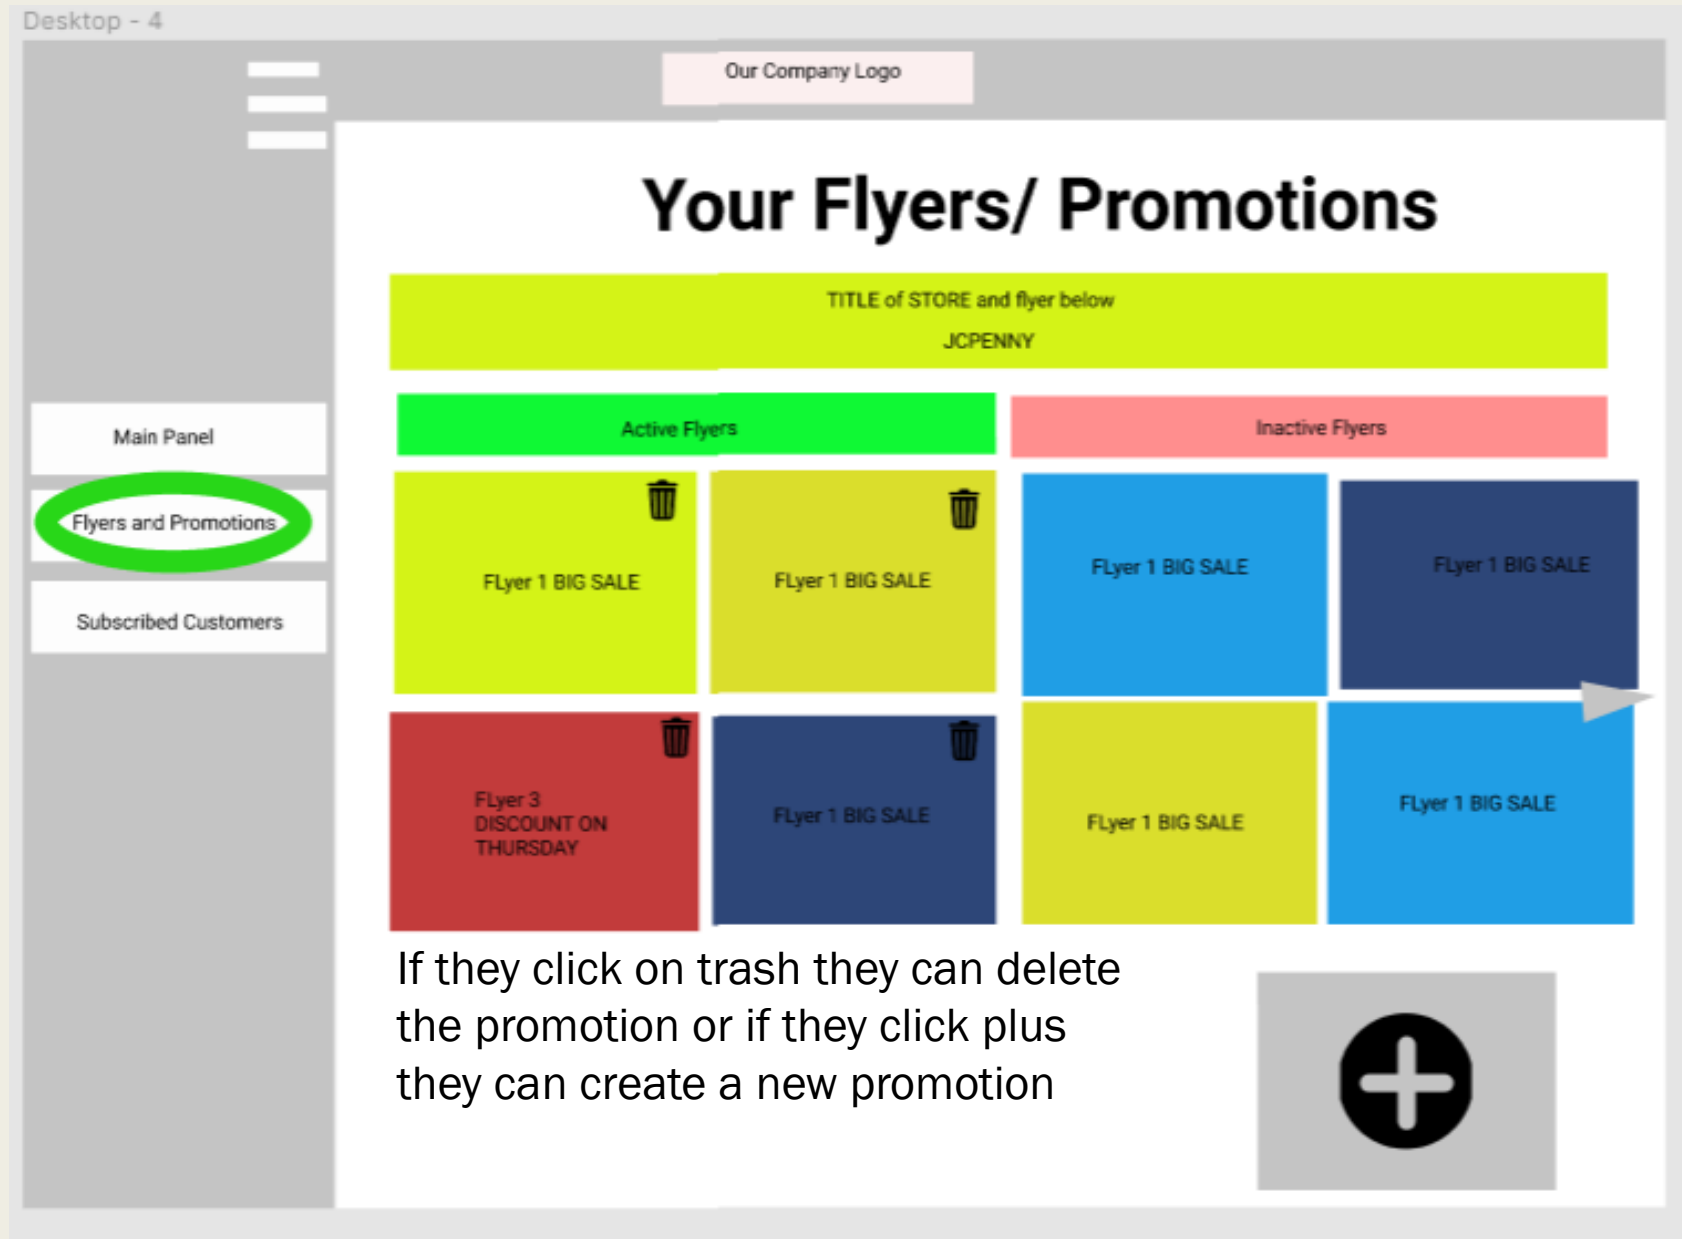 Desktop - 4
Our Company Logo
Your Flyers/ Promotions
TITLE of STORE and flyer below
JCPENNY
Active Flyers
Inactive Flyers
Main Panel
Flyers and Promotions
Subscribed Customers
FLyer 1 BIG SALE
FLyer 1 BIG SALE
FLyer 1 BIG SALE
FLyer 1 BIG SALE
FLyer 3
DISCOUNT ON
THURSDAY
FLyer 1 BIG SALE
FLyer 1 BIG SALE
FLyer 1 BIG SALE
If they click on trash they can delete
the promotion or if they click plus
they can create a new promotion